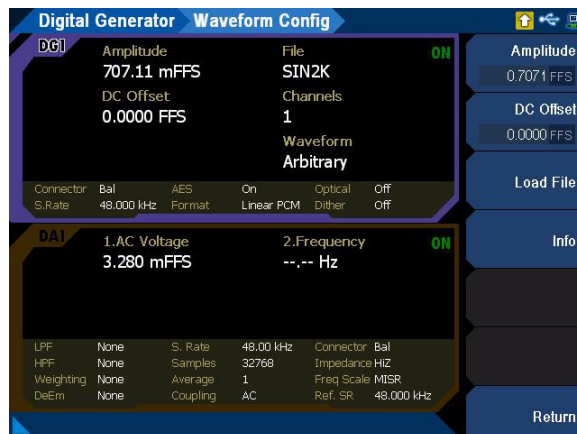 Digital Generator Waveform Config
DG1
Amplitude File ON
707.11 mFFS SIN2K
DC Offset Channels
0.0000 FFS 1
Waveform
Arbitrary
Connector Bal AES On Optical Off
S.Rate 48.000 kHz Format Linear PCM Dither Off
DA1
1.AC Voltage 2.Frequency ON
3.280 mFFS --.-- Hz
LPF None S. Rate 48.00 kHz Connector Bal
HPF None Samples 32768 Impedance HiZ
Weighting None Average 1 Freq Scale MISR
DeEm None Coupling AC Ref. SR 48.000 kHz
Amplitude
0.7071 FFS
DC Offset
0.0000 FFS
Load File
Info
Return